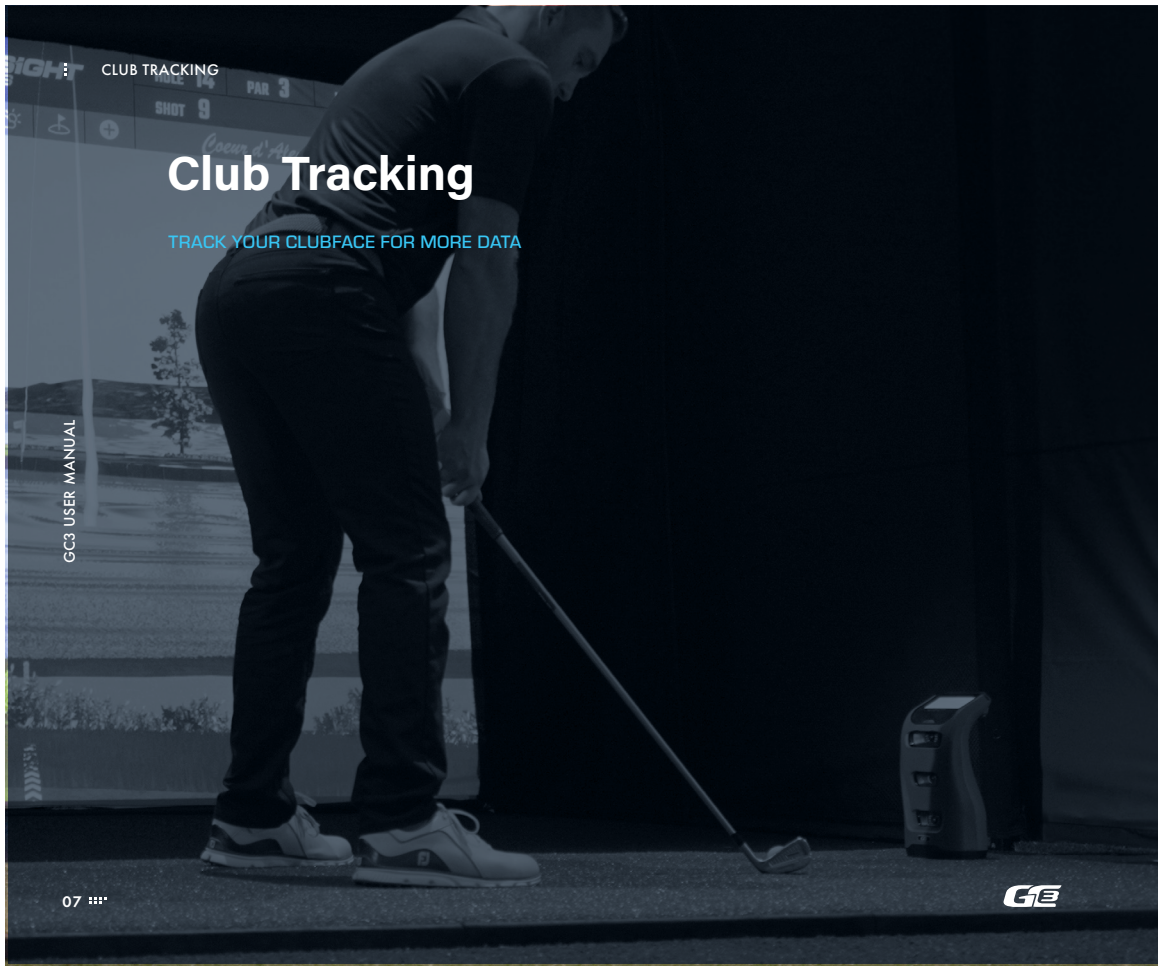 CLUB TRACKING
HOLE 14
PAR 3
SHOT 9
Club Tracking
TRACK YOUR CLUBFACE FOR MORE DATA
GC3 USER MANUAL
07
GC3